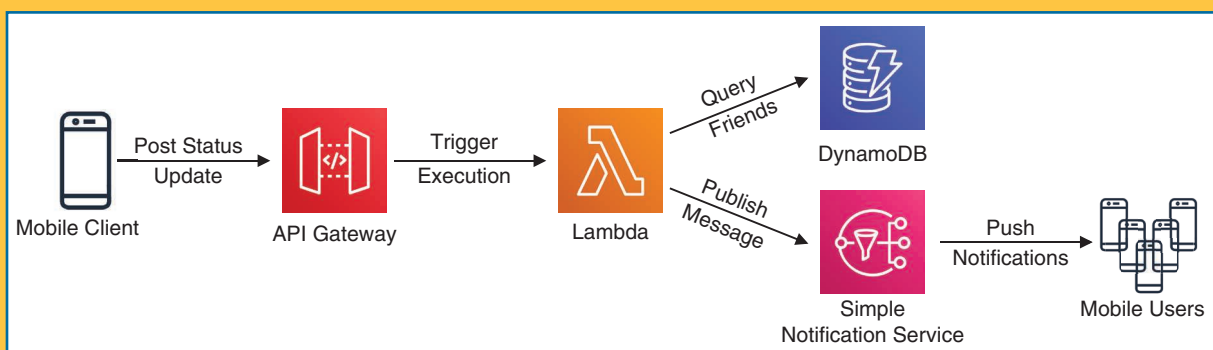 Post Status
Update
Mobile Client
</>
API Gateway
Trigger
Execution
Lambda
Query
Friends
DynamoDB
Publish
Message
Simple
Notification Service
Push
Notifications
Mobile Users